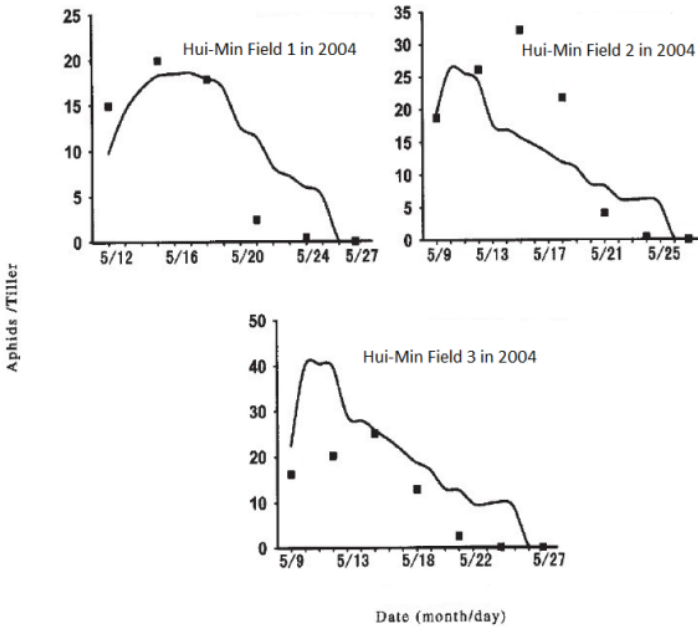 Hui-Min Field 1 in 2004
25
20
15
10
5
0
5/12 5/16 5/20 5/24 5/27
Hui-Min Field 2 in 2004
35
30
25
20
15
10
5
0
5/9 5/13 5/17 5/21 5/25
Aphids /Tiller
Hui-Min Field 3 in 2004
50
40
30
20
10
0
5/9 5/13 5/18 5/22 5/27
Date (month/day)